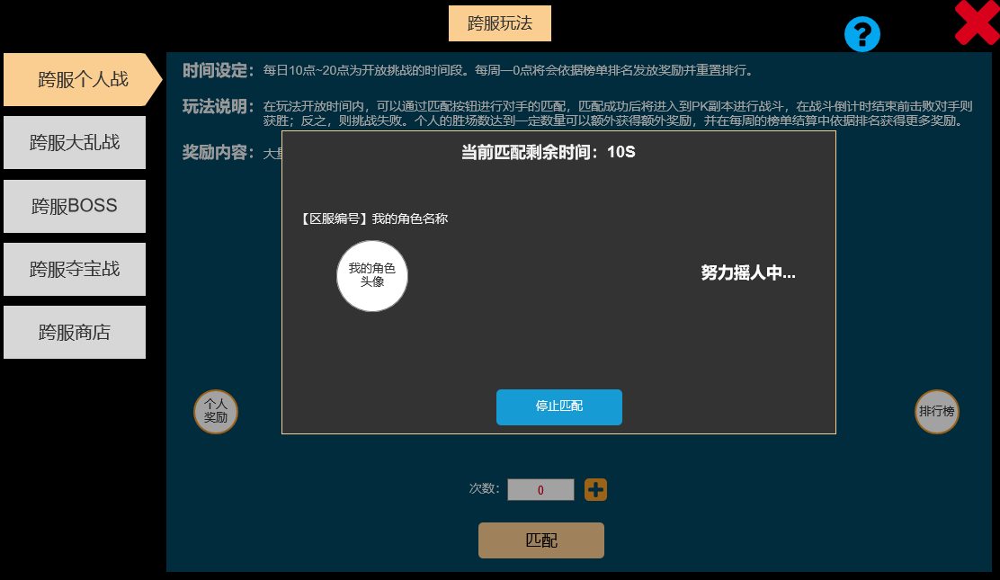 跨服玩法
?
跨服个人战
跨服大乱战
跨服BOSS
跨服夺宝战
跨服商店
时间设定：每日10点~20点为开放挑战的时间段。每周一0点将会依据榜单排名发放奖励并重置排行。
玩法说明：在玩法开放时间内，可以通过匹配按钮进行对手的匹配，匹配成功后将进入到PK副本进行战斗，在战斗倒计时结束前击败对手则
获胜；反之，则挑战失败。个人的胜场数达到一定数量可以额外获得额外奖励，并在每周的榜单结算中依据排名获得更多奖励。
奖励内容：大量
当前匹配剩余时间：10S
【区服编号】我的角色名称
我的角色
头像
努力摇人中...
停止匹配
个人
奖励
排行榜
次数：
0
匹配